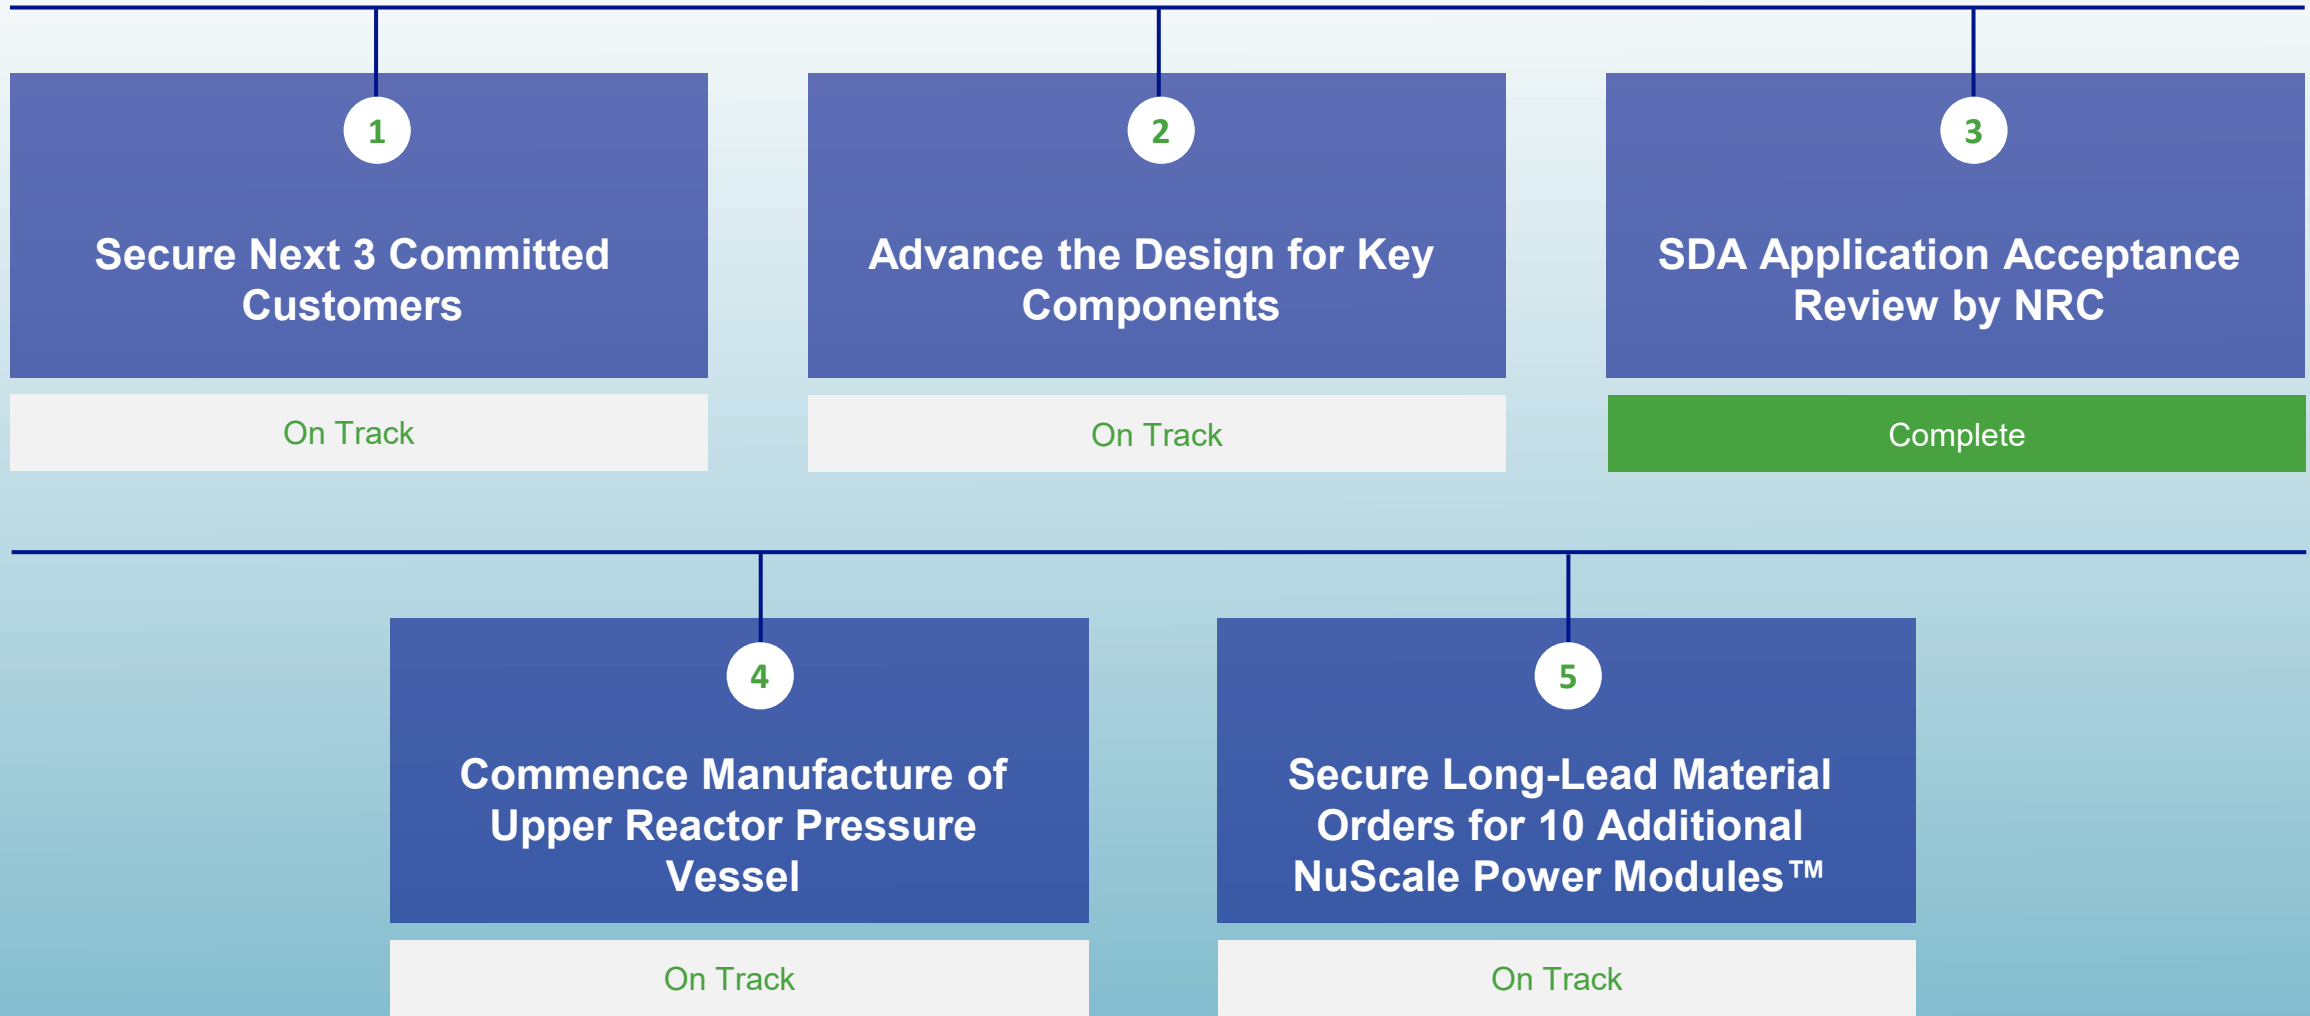 1
Secure Next 3 Committed
Customers
On Track
2
Advance the Design for Key
Components
On Track
3
SDA Application Acceptance
Review by NRC
Complete
4
Commence Manufacture of
Upper Reactor Pressure
Vessel
On Track
5
Secure Long-Lead Material
Orders for 10 Additional
NuScale Power Modules™
On Track